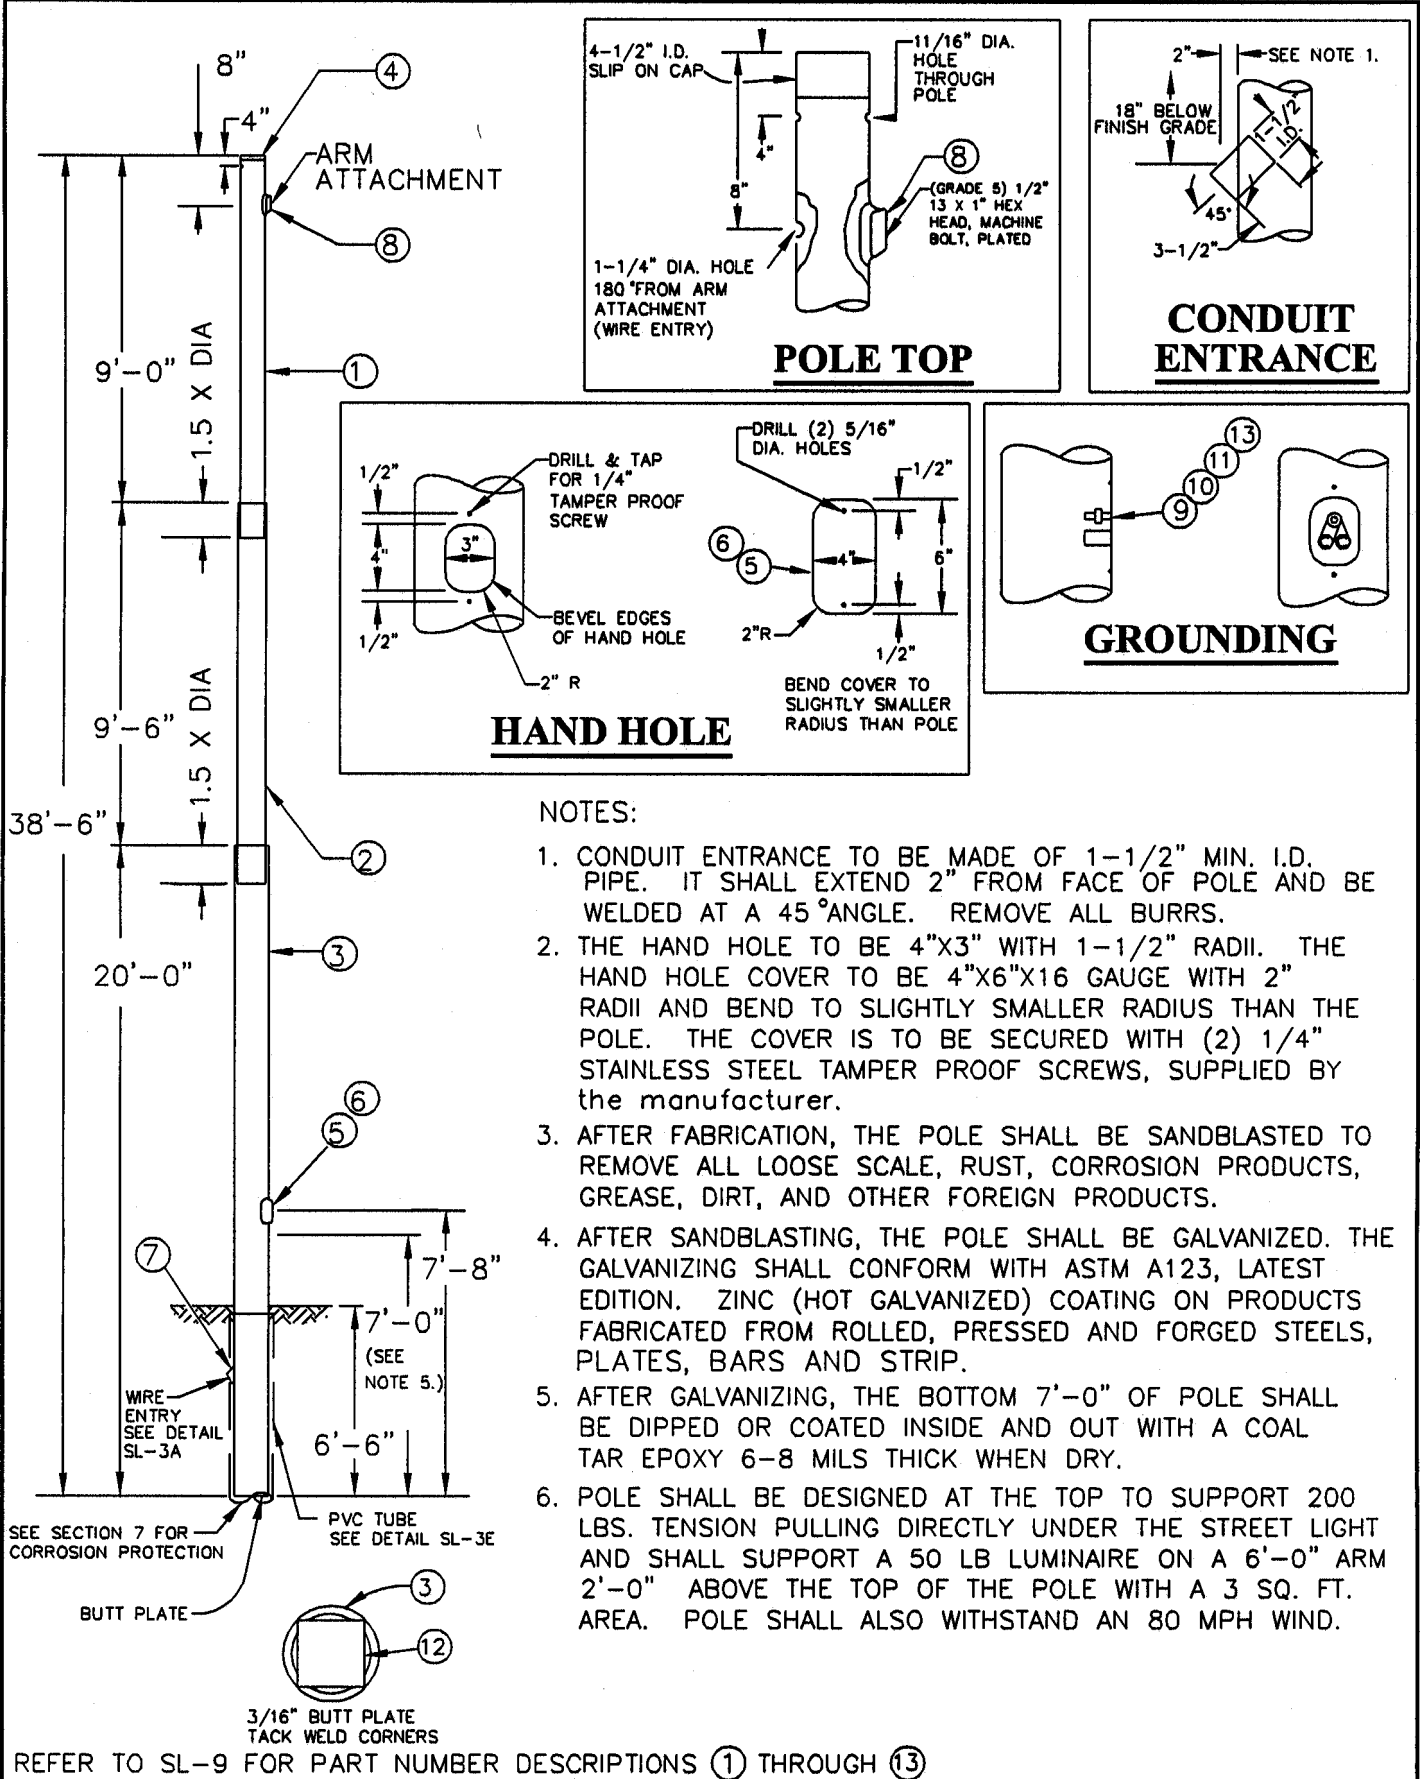 8"
4
4"
ARM
ATTACHMENT
8
9'-0"
1.5 X DIA
1
9'-6"
1.5 X DIA
38'-6"
2
20'-0"
3
6
5
7
7'-8"
7'-0"
(SEE
NOTE 5.)
WIRE
ENTRY
SEE DETAIL
SL-3A
6'-6"
SEE SECTION 7 FOR
CORROSION PROTECTION
PVC TUBE
SEE DETAIL SL-3E
BUTT PLATE
3
12
3/16" BUTT PLATE
TACK WELD CORNERS
4-1/2" I.D.
SLIP ON CAP
11/16" DIA.
HOLE
THROUGH
POLE
4"
8"
8
(GRADE 5) 1/2"
13 X 1" HEX
HEAD, MACHINE
BOLT, PLATED
1-1/4" DIA. HOLE
180°FROM ARM
ATTACHMENT
(WIRE ENTRY)
POLE TOP
2"
SEE NOTE 1.
18" BELOW
FINISH GRADE
1-1/2"
I.D.
45°
3-1/2"
CONDUIT
ENTRANCE
1/2"
DRILL & TAP
FOR 1/4"
TAMPER PROOF
SCREW
3"
4"
1/2"
BEVEL EDGES
OF HAND HOLE
2" R
DRILL (2) 5/16"
DIA. HOLES
1/2"
6
5
4"
6"
2"R
1/2"
BEND COVER TO
SLIGHTLY SMALLER
RADIUS THAN POLE
HAND HOLE
13
11
10
9
GROUNDING
NOTES:
1. CONDUIT ENTRANCE TO BE MADE OF 1-1/2" MIN. I.D.
PIPE. IT SHALL EXTEND 2" FROM FACE OF POLE AND BE
WELDED AT A 45°ANGLE. REMOVE ALL BURRS.
2. THE HAND HOLE TO BE 4"X3" WITH 1-1/2" RADII. THE
HAND HOLE COVER TO BE 4"X6"X16 GAUGE WITH 2"
RADII AND BEND TO SLIGHTLY SMALLER RADIUS THAN THE
POLE. THE COVER IS TO BE SECURED WITH (2) 1/4"
STAINLESS STEEL TAMPER PROOF SCREWS, SUPPLIED BY
the manufacturer.
3. AFTER FABRICATION, THE POLE SHALL BE SANDBLASTED TO
REMOVE ALL LOOSE SCALE, RUST, CORROSION PRODUCTS,
GREASE, DIRT, AND OTHER FOREIGN PRODUCTS.
4. AFTER SANDBLASTING, THE POLE SHALL BE GALVANIZED. THE
GALVANIZING SHALL CONFORM WITH ASTM A123, LATEST
EDITION. ZINC (HOT GALVANIZED) COATING ON PRODUCTS
FABRICATED FROM ROLLED, PRESSED AND FORGED STEELS,
PLATES, BARS AND STRIP.
5. AFTER GALVANIZING, THE BOTTOM 7'-0" OF POLE SHALL
BE DIPPED OR COATED INSIDE AND OUT WITH A COAL
TAR EPOXY 6-8 MILS THICK WHEN DRY.
6. POLE SHALL BE DESIGNED AT THE TOP TO SUPPORT 200
LBS. TENSION PULLING DIRECTLY UNDER THE STREET LIGHT
AND SHALL SUPPORT A 50 LB LUMINAIRE ON A 6'-0" ARM
2'-0" ABOVE THE TOP OF THE POLE WITH A 3 SQ. FT.
AREA. POLE SHALL ALSO WITHSTAND AN 80 MPH WIND.
REFER TO SL-9 FOR PART NUMBER DESCRIPTIONS 1 THROUGH 13